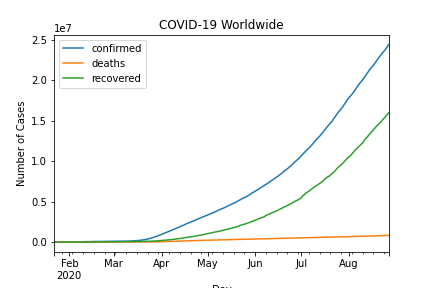 COVID-19 Worldwide
1e7
confirmed
deaths
recovered
Number of Cases
2.5
2.0
1.5
1.0
0.5
0.0
Feb Mar Apr May Jun Jul Aug
2020